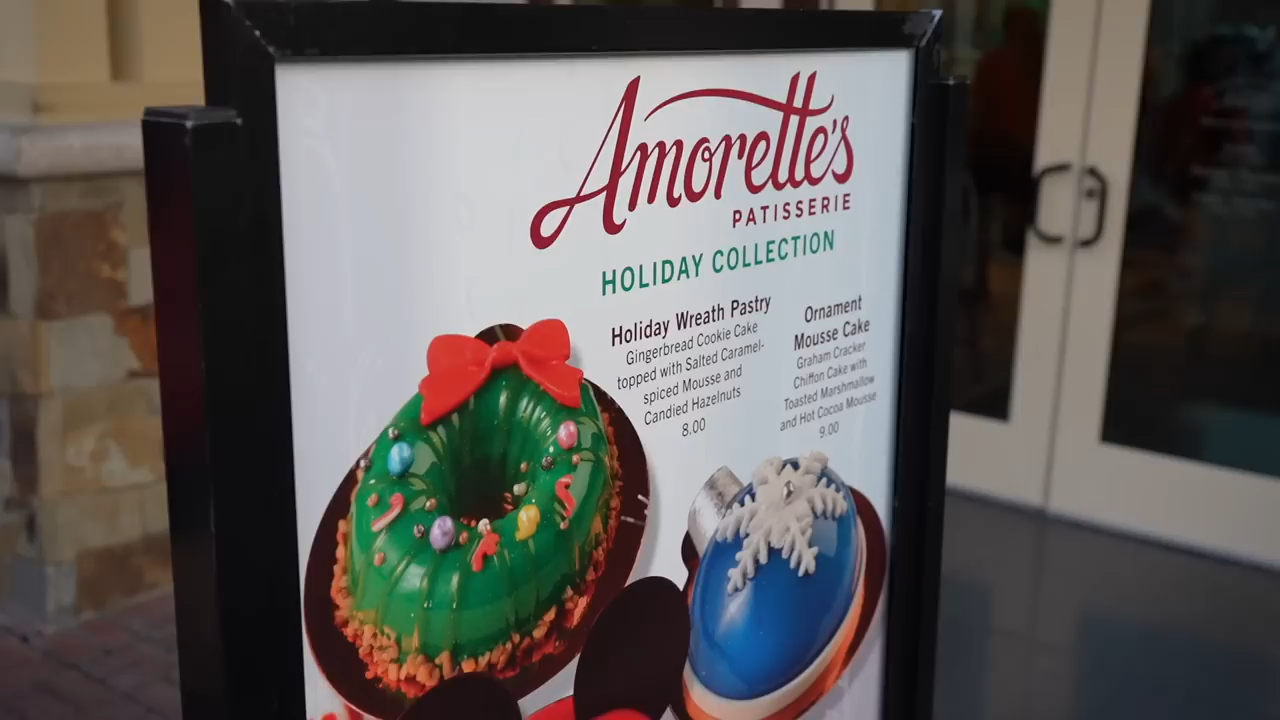 Amorette's
PATISSERIE
HOLIDAY COLLECTION
Holiday Wreath Pastry
Gingerbread Cookie Cake
topped with Salted Caramel-
spiced Mousse and
Candied Hazelnuts
8.00
Ornament
Mousse Cake
Graham Cracker
Chiffon Cake with
Toasted Marshmallow
and Hot Cocoa Mousse
9.00